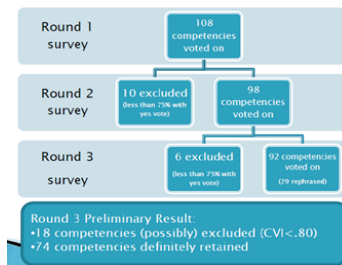 Round 1
survey
108
competencies
voted on
Round 2
survey
10 excluded
(less than 75% with
yes vote)
98
competencies
voted on
Round 3
survey
6 excluded
(less than 75% with
yes vote)
92 competencies
voted on
(29 rephrased)
Round 3 Preliminary Result:
•18 competencies (possibly) excluded (CVI<.80)
•74 competencies definitely retained